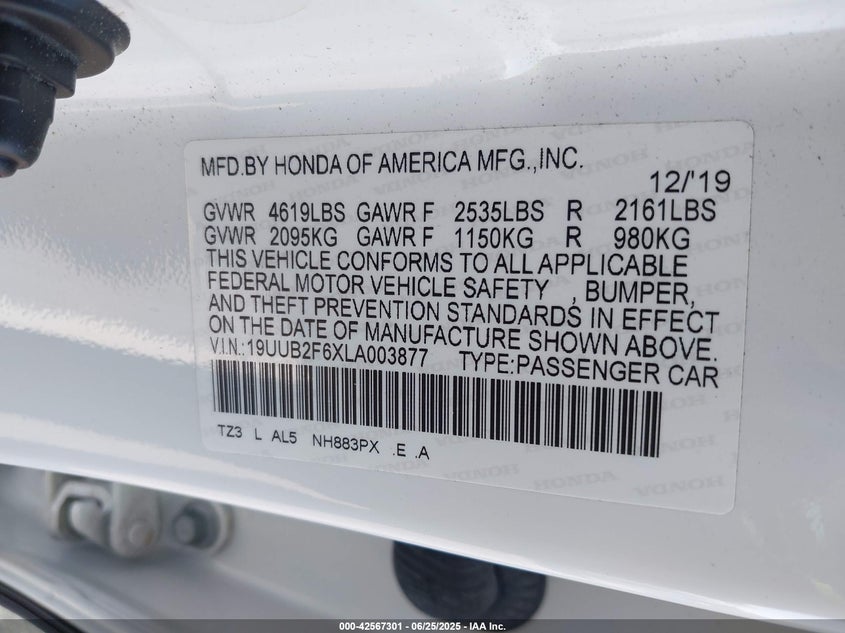 MFD.BY HONDA OF AMERICA MFG.,INC.
12/'19
GVWR 4619LBS GAWR F 2535LBS R 2161LBS
GVWR 2095KG GAWR F 1150KG R 980KG
THIS VEHICLE CONFORMS TO ALL APPLICABLE
FEDERAL MOTOR VEHICLE SAFETY , BUMPER,
AND THEFT PREVENTION STANDARDS IN EFFECT
ON THE DATE OF MANUFACTURE SHOWN ABOVE.
V.I.N.:19UUB2F6XLA003877 TYPE:PASSENGER CAR
TZ3 L AL5 NH883PX .E .A
000-42567301 - 06/25/2025 - IAA Inc.